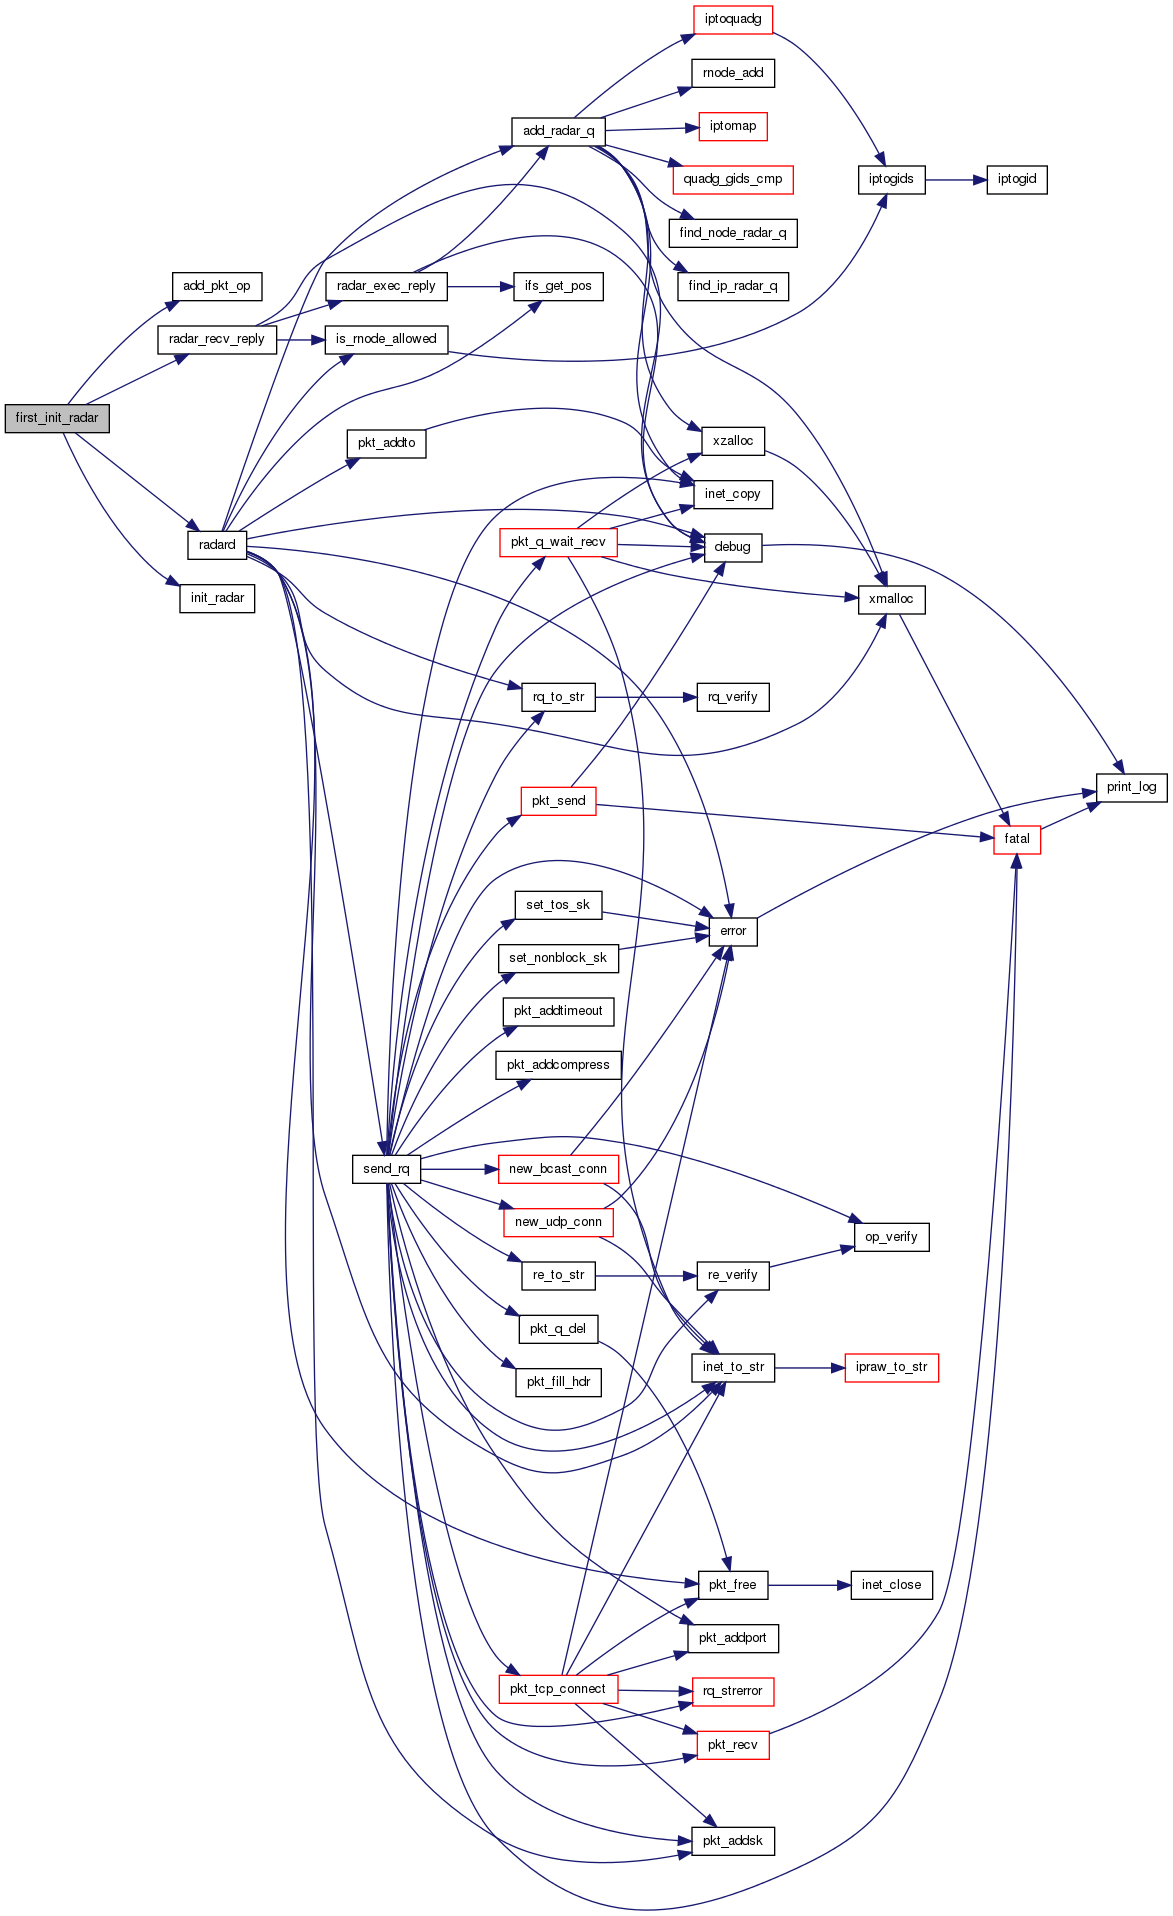 iptoquadg
rnode_add
add_radar_q
iptomap
quadg_gids_cmp
iptogids
iptogid
find_node_radar_q
add_pkt_op
radar_exec_reply
ifs_get_pos
find_ip_radar_q
radar_recv_reply
is_rnode_allowed
first_init_radar
pkt_addto
xzalloc
inet_copy
radard
pkt_q_wait_recv
debug
init_radar
xmalloc
rq_to_str
rq_verify
print_log
pkt_send
fatal
set_tos_sk
error
set_nonblock_sk
pkt_addtimeout
pkt_addcompress
send_rq
new_bcast_conn
new_udp_conn
op_verify
re_to_str
re_verify
pkt_q_del
inet_to_str
ipraw_to_str
pkt_fill_hdr
pkt_free
inet_close
pkt_addport
pkt_tcp_connect
rq_strerror
pkt_recv
pkt_addsk